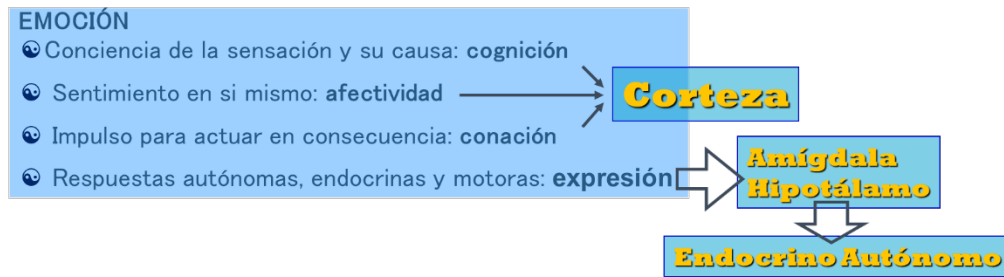 EMOCIÓN
☯ Conciencia de la sensación y su causa: cognición
☯ Sentimiento en si mismo: afectividad
Corteza
☯ Impulso para actuar en consecuencia: conación
☯ Respuestas autónomas, endocrinas y motoras: expresión
Amígdala
Hipotálamo
Endocrino Autónomo